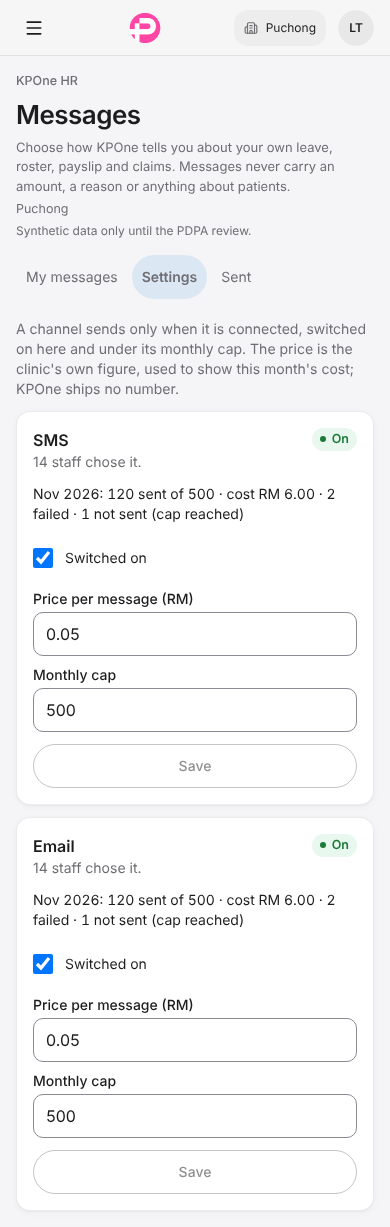 Puchong
LT
KPOne HR
Messages
Choose how KPOne tells you about your own leave,
roster, payslip and claims. Messages never carry an
amount, a reason or anything about patients.
Puchong
Synthetic data only until the PDPA review.
My messages
Settings
Sent
A channel sends only when it is connected, switched
on here and under its monthly cap. The price is the
clinic's own figure, used to show this month's cost;
KPOne ships no number.
SMS
On
14 staff chose it.
Nov 2026: 120 sent of 500 · cost RM 6.00 · 2
failed · 1 not sent (cap reached)
Switched on
Price per message (RM)
0.05
Monthly cap
500
Save
Email
On
14 staff chose it.
Nov 2026: 120 sent of 500 · cost RM 6.00 · 2
failed · 1 not sent (cap reached)
Switched on
Price per message (RM)
0.05
Monthly cap
500
Save